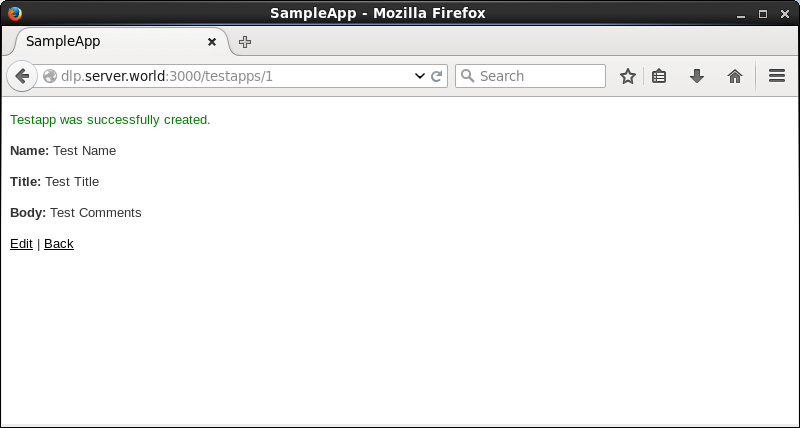 SampleApp - Mozilla Firefox
SampleApp
dlp.server.world:3000/testapps/1
Search
Testapp was successfully created.
Name: Test Name
Title: Test Title
Body: Test Comments
Edit | Back